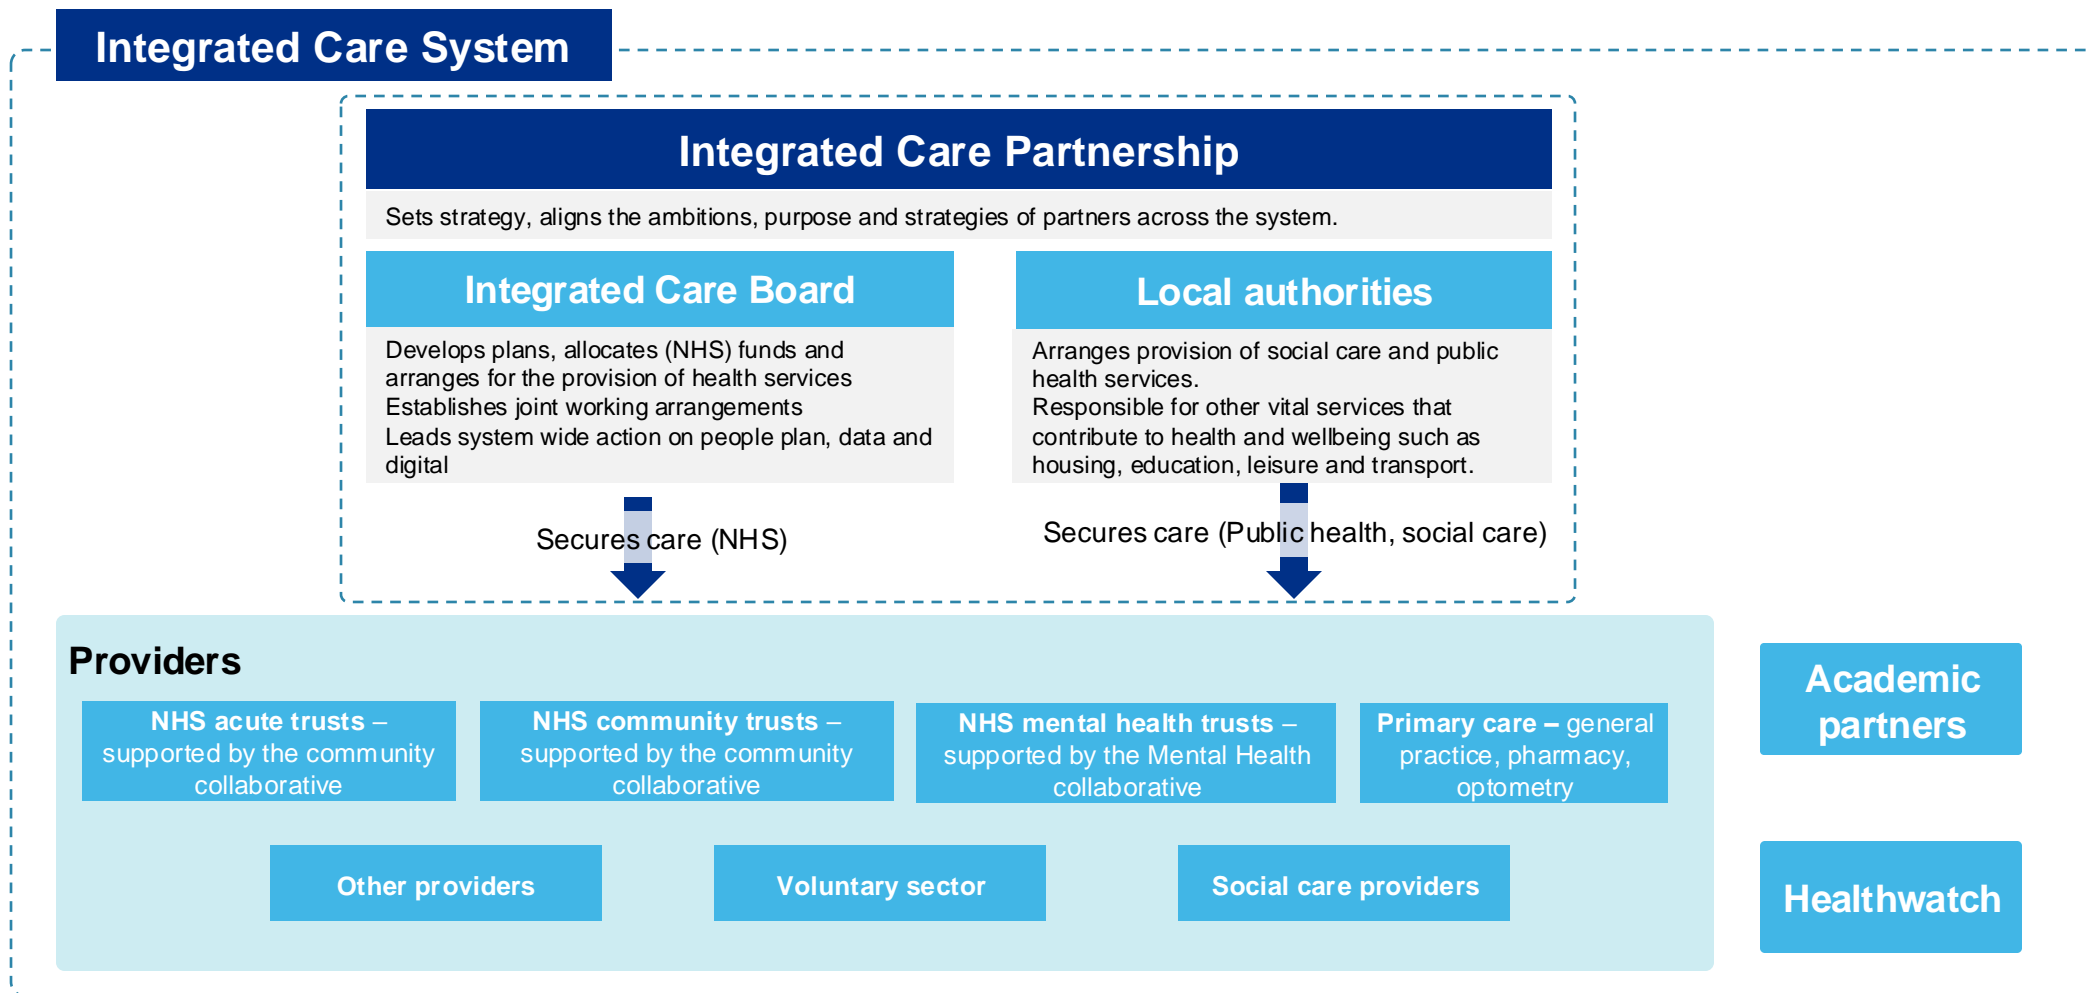 Integrated Care System
Integrated Care Partnership
Sets strategy, aligns the ambitions, purpose and strategies of partners across the system.
Integrated Care Board
Develops plans, allocates (NHS) funds and
arranges for the provision of health services
Establishes joint working arrangements
Leads system wide action on people plan, data and
digital
Secures care (NHS)
Local authorities
Arranges provision of social care and public
health services.
Responsible for other vital services that
contribute to health and wellbeing such as
housing, education, leisure and transport.
Secures care (Public health, social care)
Providers
NHS acute trusts –
supported by the community
collaborative
NHS community trusts –
supported by the community
collaborative
NHS mental health trusts –
supported by the Mental Health
collaborative
Primary care – general
practice, pharmacy,
optometry
Other providers
Voluntary sector
Social care providers
Academic
partners
Healthwatch